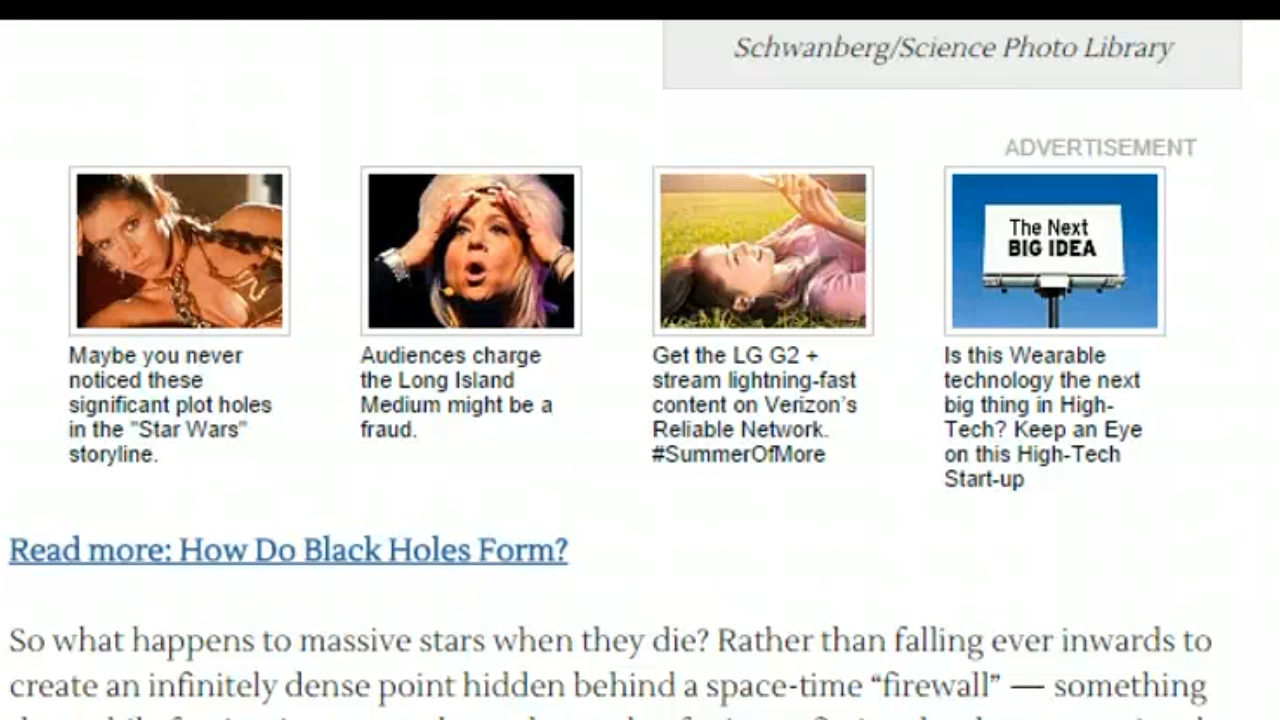 Schwanberg/Science Photo Library
ADVERTISEMENT
The Next
BIG IDEA
Maybe you never
noticed these
significant plot holes
in the "Star Wars"
storyline.
Audiences charge
the Long Island
Medium might be a
fraud.
Get the LG G2 +
stream lightning-fast
content on Verizon's
Reliable Network.
#SummerOfMore
Is this Wearable
technology the next
big thing in High-
Tech? Keep an Eye
on this High-Tech
Start-up
Read more: How Do Black Holes Form?
So what happens to massive stars when they die? Rather than falling ever inwards to
create an infinitely dense point hidden behind a space-time “firewall” — something